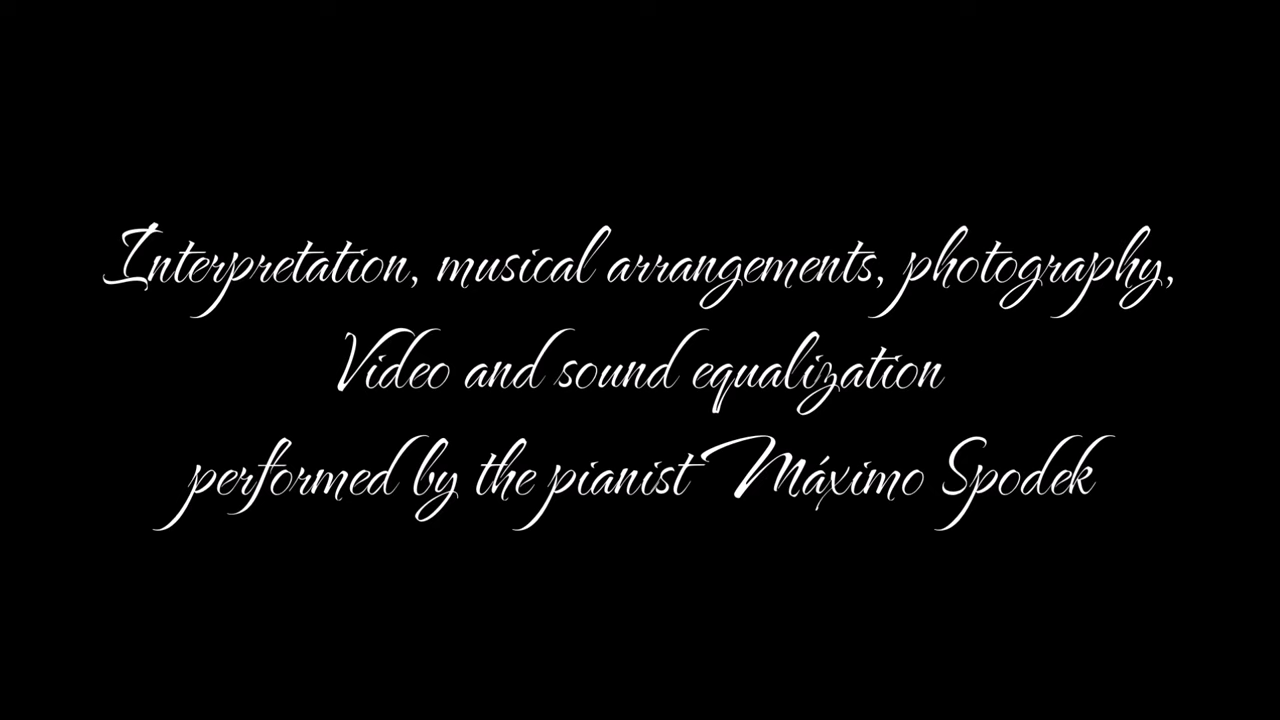 Interpretation, musical arrangements, photography,
Video and sound equalization
performed by the pianist Máximo Spodek